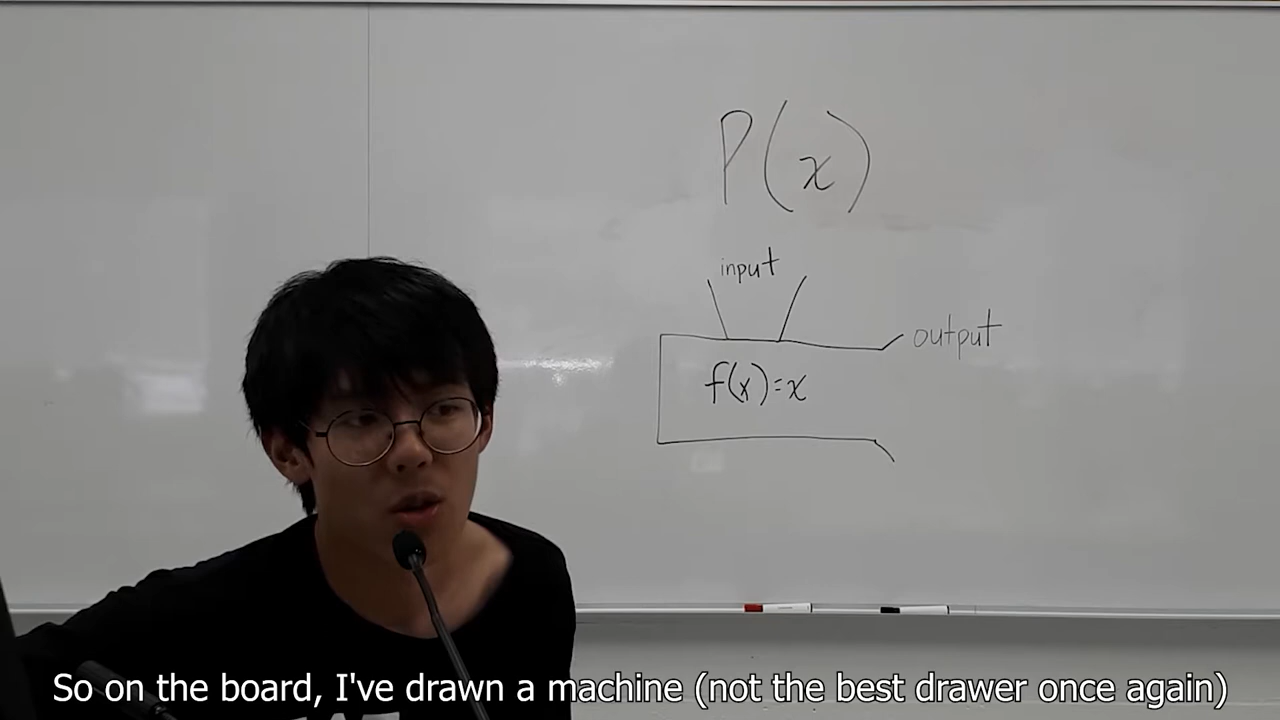 P(x)
input
output
f(x)=x
So on the board, I've drawn a machine (not the best drawer once again)